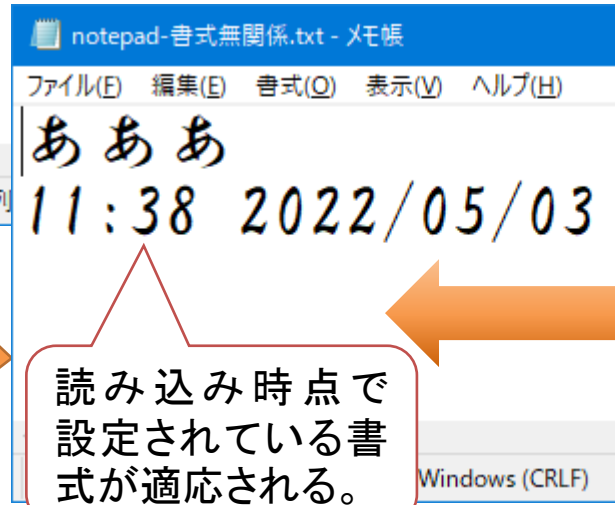 notepad-書式無関係.txt - メモ帳
ファイル(F) 編集(E) 書式(O) 表示(V) ヘルプ(H)
あああ
11:38 2022/05/03
読み込み時点で
設定されている書
式が適応される。
Windows (CRLF)